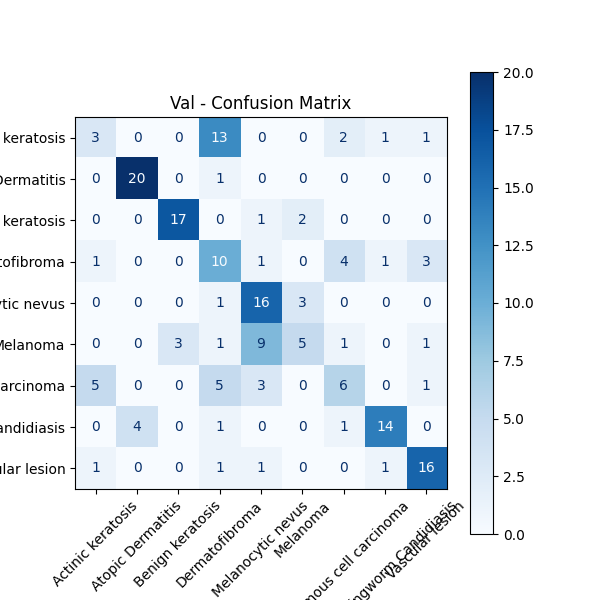 Val - Confusion Matrix
keratosis 3 0 0 13 0 0 2 1 1
Dermatitis 0 20 0 1 0 0 0 0 0
keratosis 0 0 17 0 1 2 0 0 0
tofibroma 1 0 0 10 1 0 4 1 3
tic nevus 0 0 0 1 16 3 0 0 0
Melanoma 0 0 3 1 9 5 1 0 1
arcinoma 5 0 0 5 3 0 6 0 1
andidiasis 0 4 0 1 0 0 1 14 0
lar lesion 1 0 0 1 1 0 0 1 16
Actinic keratosis
Atopic Dermatitis
Benign keratosis
Dermatofibroma
Melanocytic nevus
Melanoma
mous cell carcinoma
ngworm Candidiasis
Vascular lesion
20.0
17.5
15.0
12.5
10.0
7.5
5.0
2.5
0.0